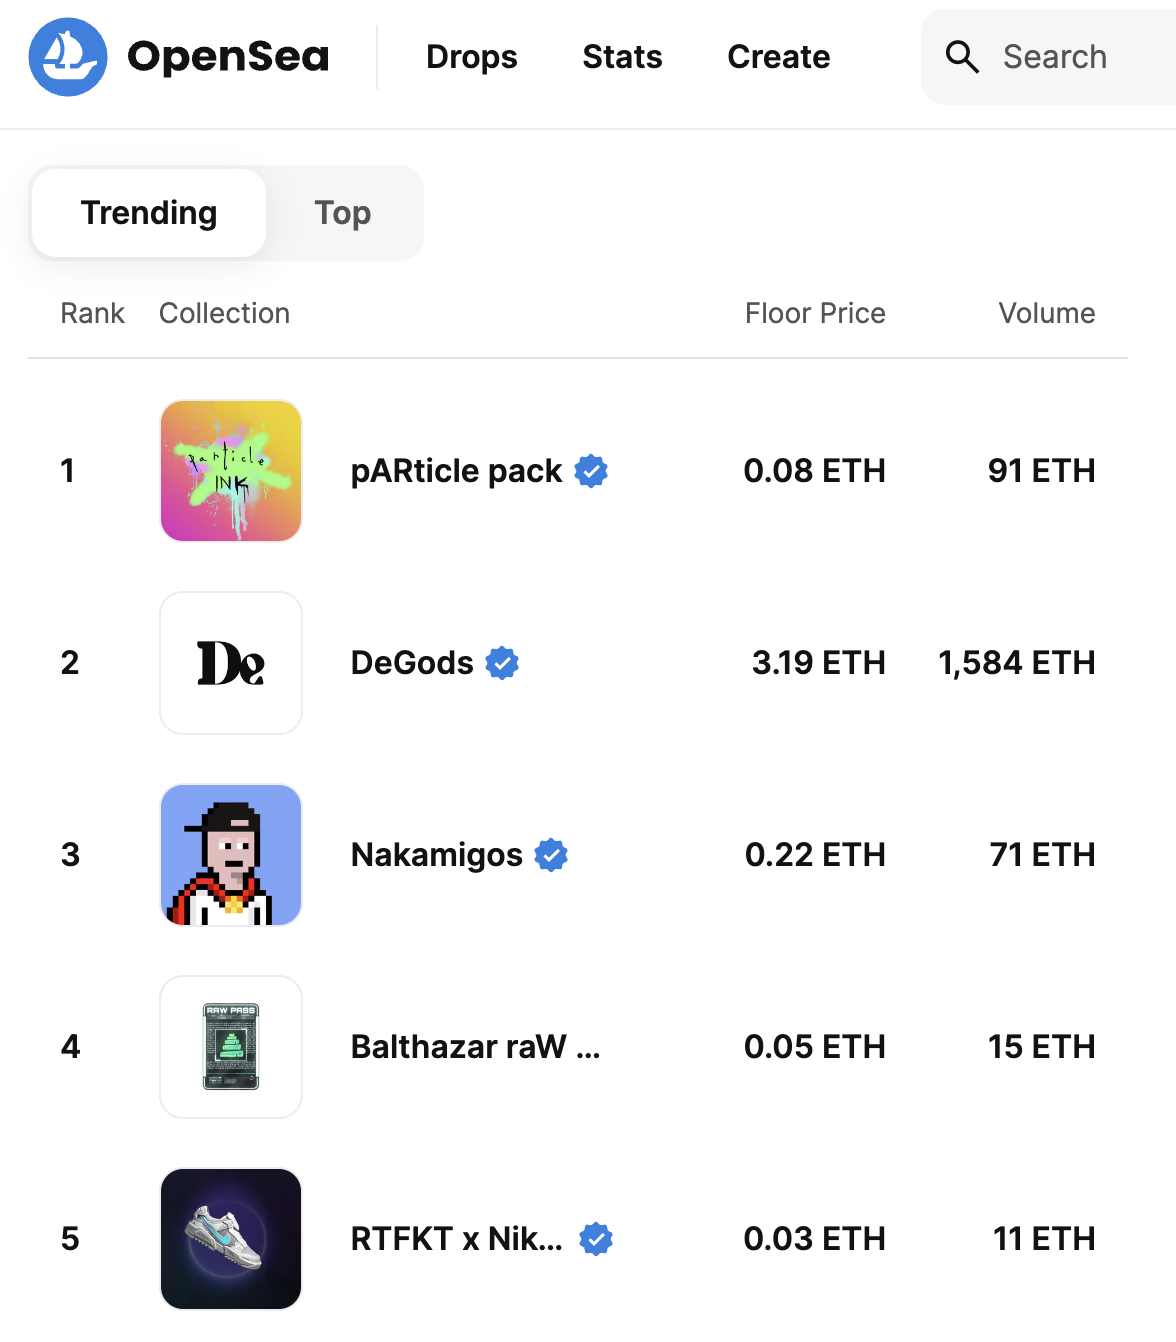 OpenSea
Drops
Stats
Create
Search
Trending
Top
Rank
Collection
Floor Price
Volume
1
particle
INK
pARticle pack
0.08 ETH
91 ETH
2
De
DeGods
3.19 ETH
1,584 ETH
3
Nakamigos
0.22 ETH
71 ETH
4
RAW PASS
Balthazar raW ...
0.05 ETH
15 ETH
5
RTFKT x Nik...
0.03 ETH
11 ETH